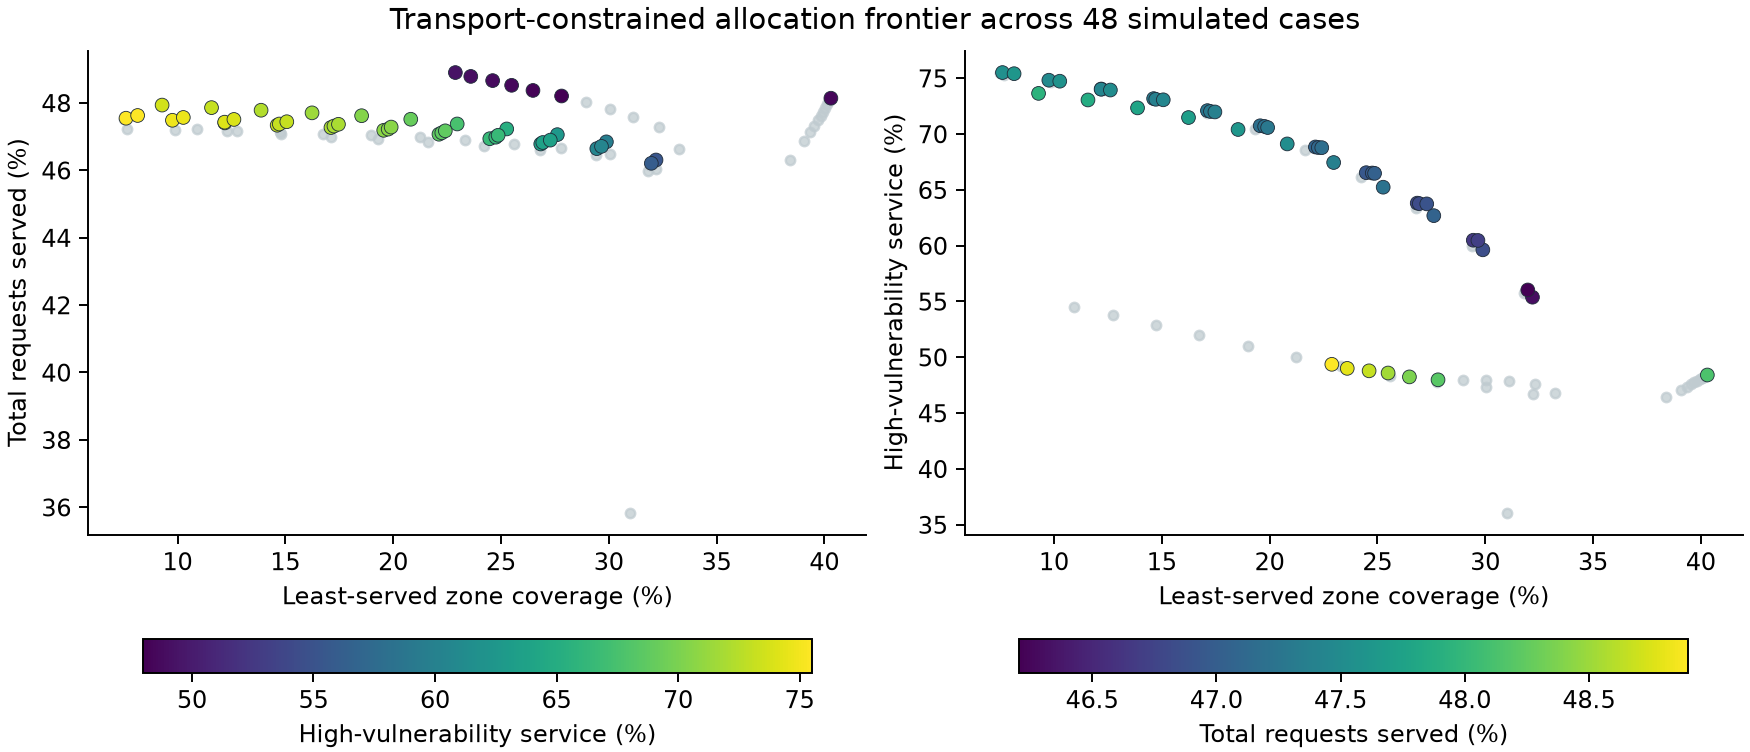 Transport-constrained allocation frontier across 48 simulated cases
Total requests served (%)
48
46
44
42
40
38
36
10 15 20 25 30 35 40
Least-served zone coverage (%)
50 55 60 65 70 75
High-vulnerability service (%)
High-vulnerability service (%)
75
70
65
60
55
50
45
40
35
10 15 20 25 30 35 40
Least-served zone coverage (%)
46.5 47.0 47.5 48.0 48.5
Total requests served (%)